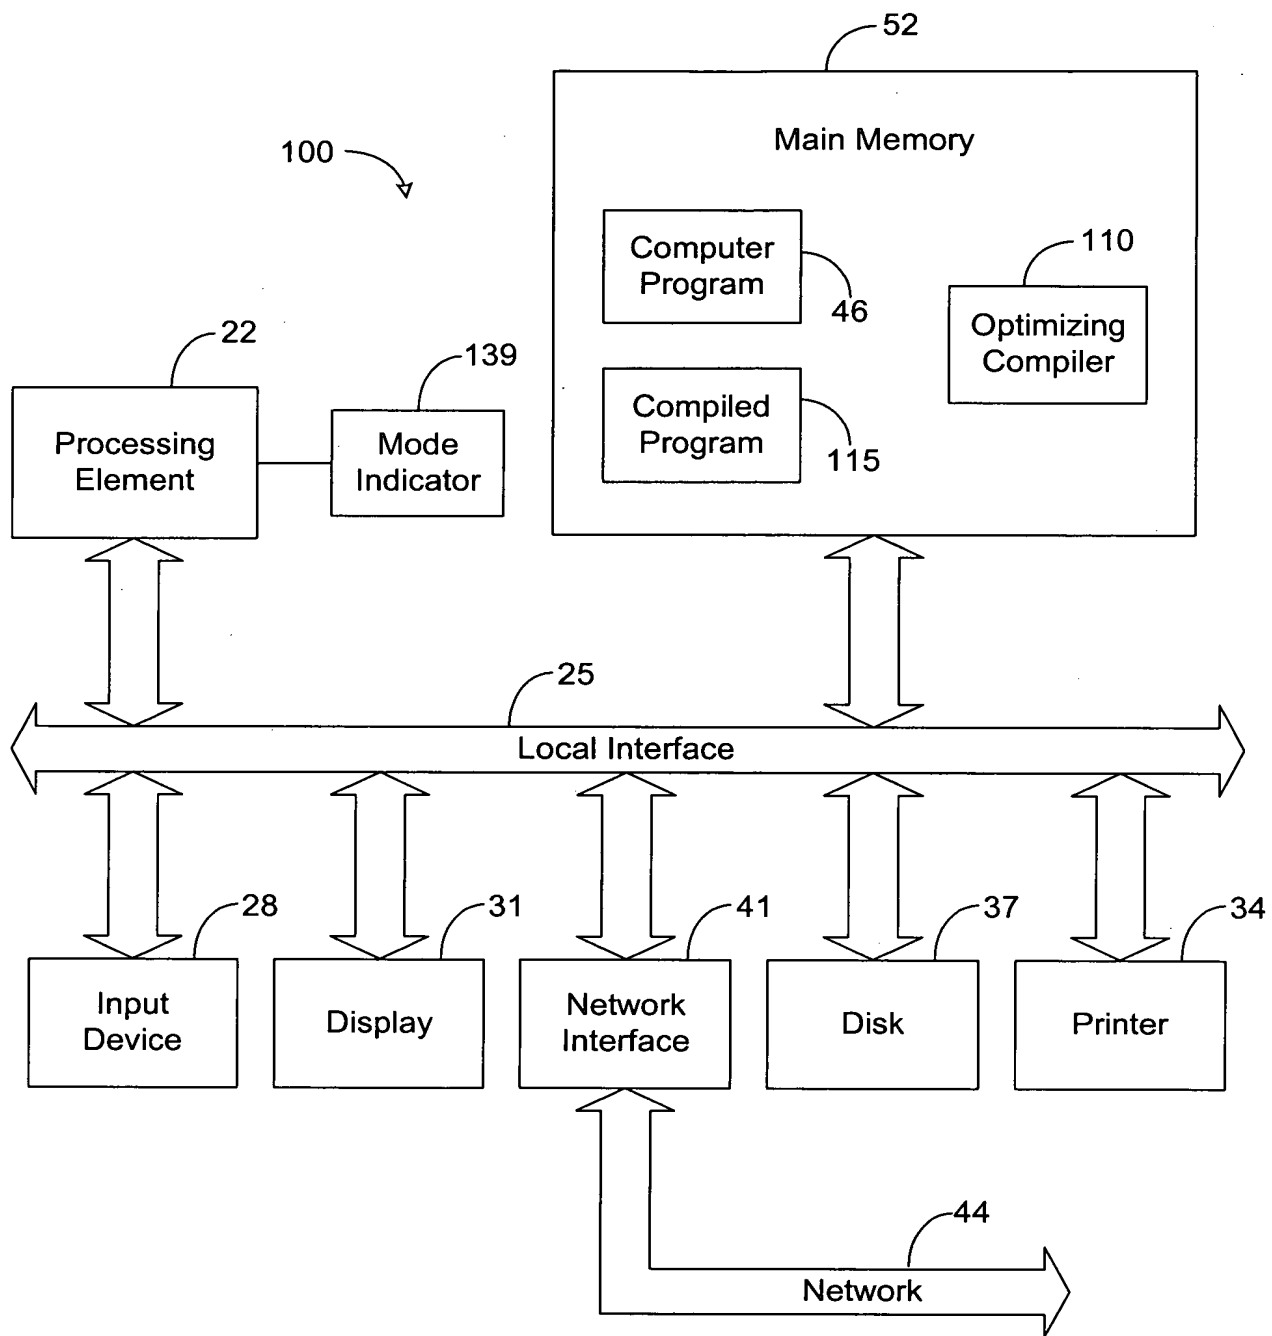 52
Main Memory
100
Computer
Program
46
110
Optimizing
Compiler
22
139
Processing
Element
Mode
Indicator
Compiled
Program
115
25
Local Interface
28
31
41
37
34
Input
Device
Display
Network
Interface
Disk
Printer
44
Network